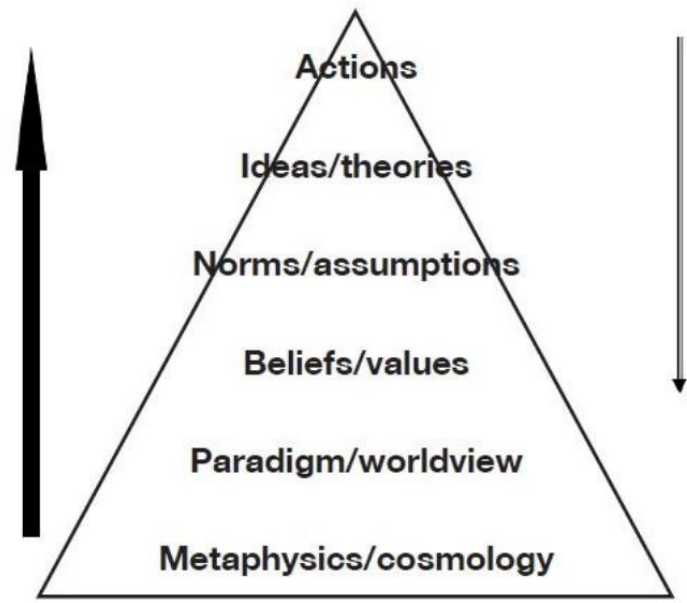 Actions
Ideas/theories
Norms/assumptions
Beliefs/values
Paradigm/worldview
Metaphysics/cosmology